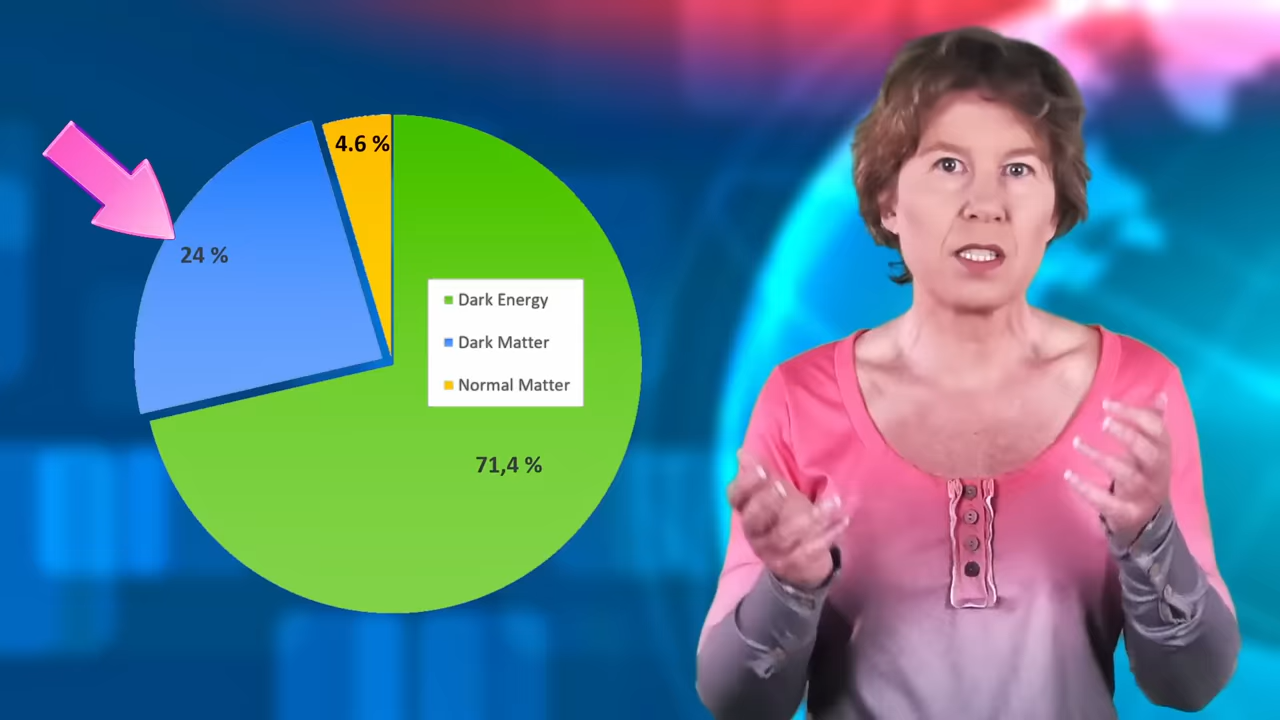 4.6 %
24 %
Dark Energy
Dark Matter
Normal Matter
71,4 %